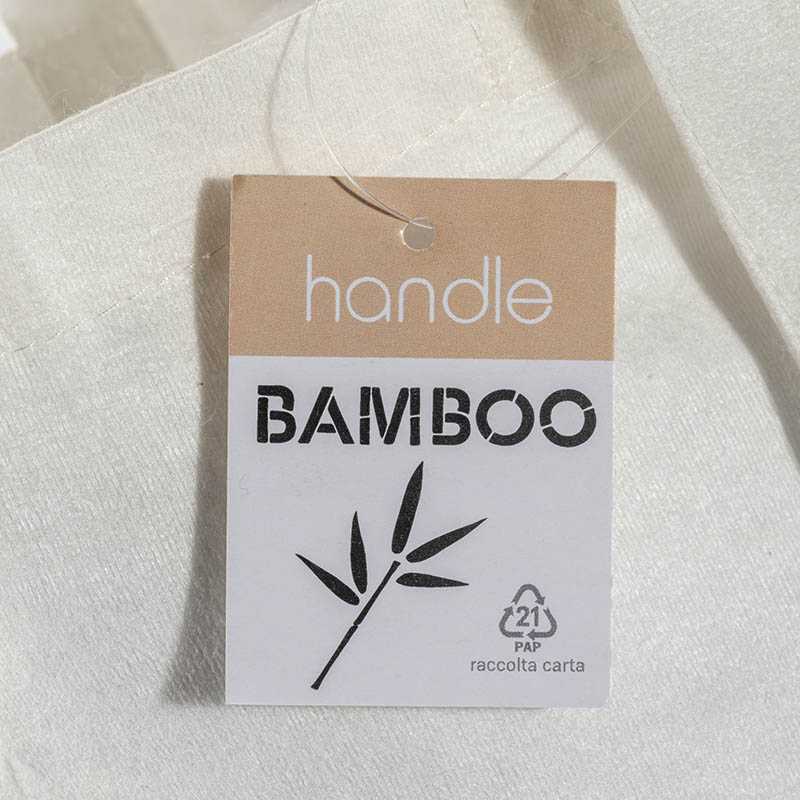 handle
BAMBOO
21
PAP
raccolta carta